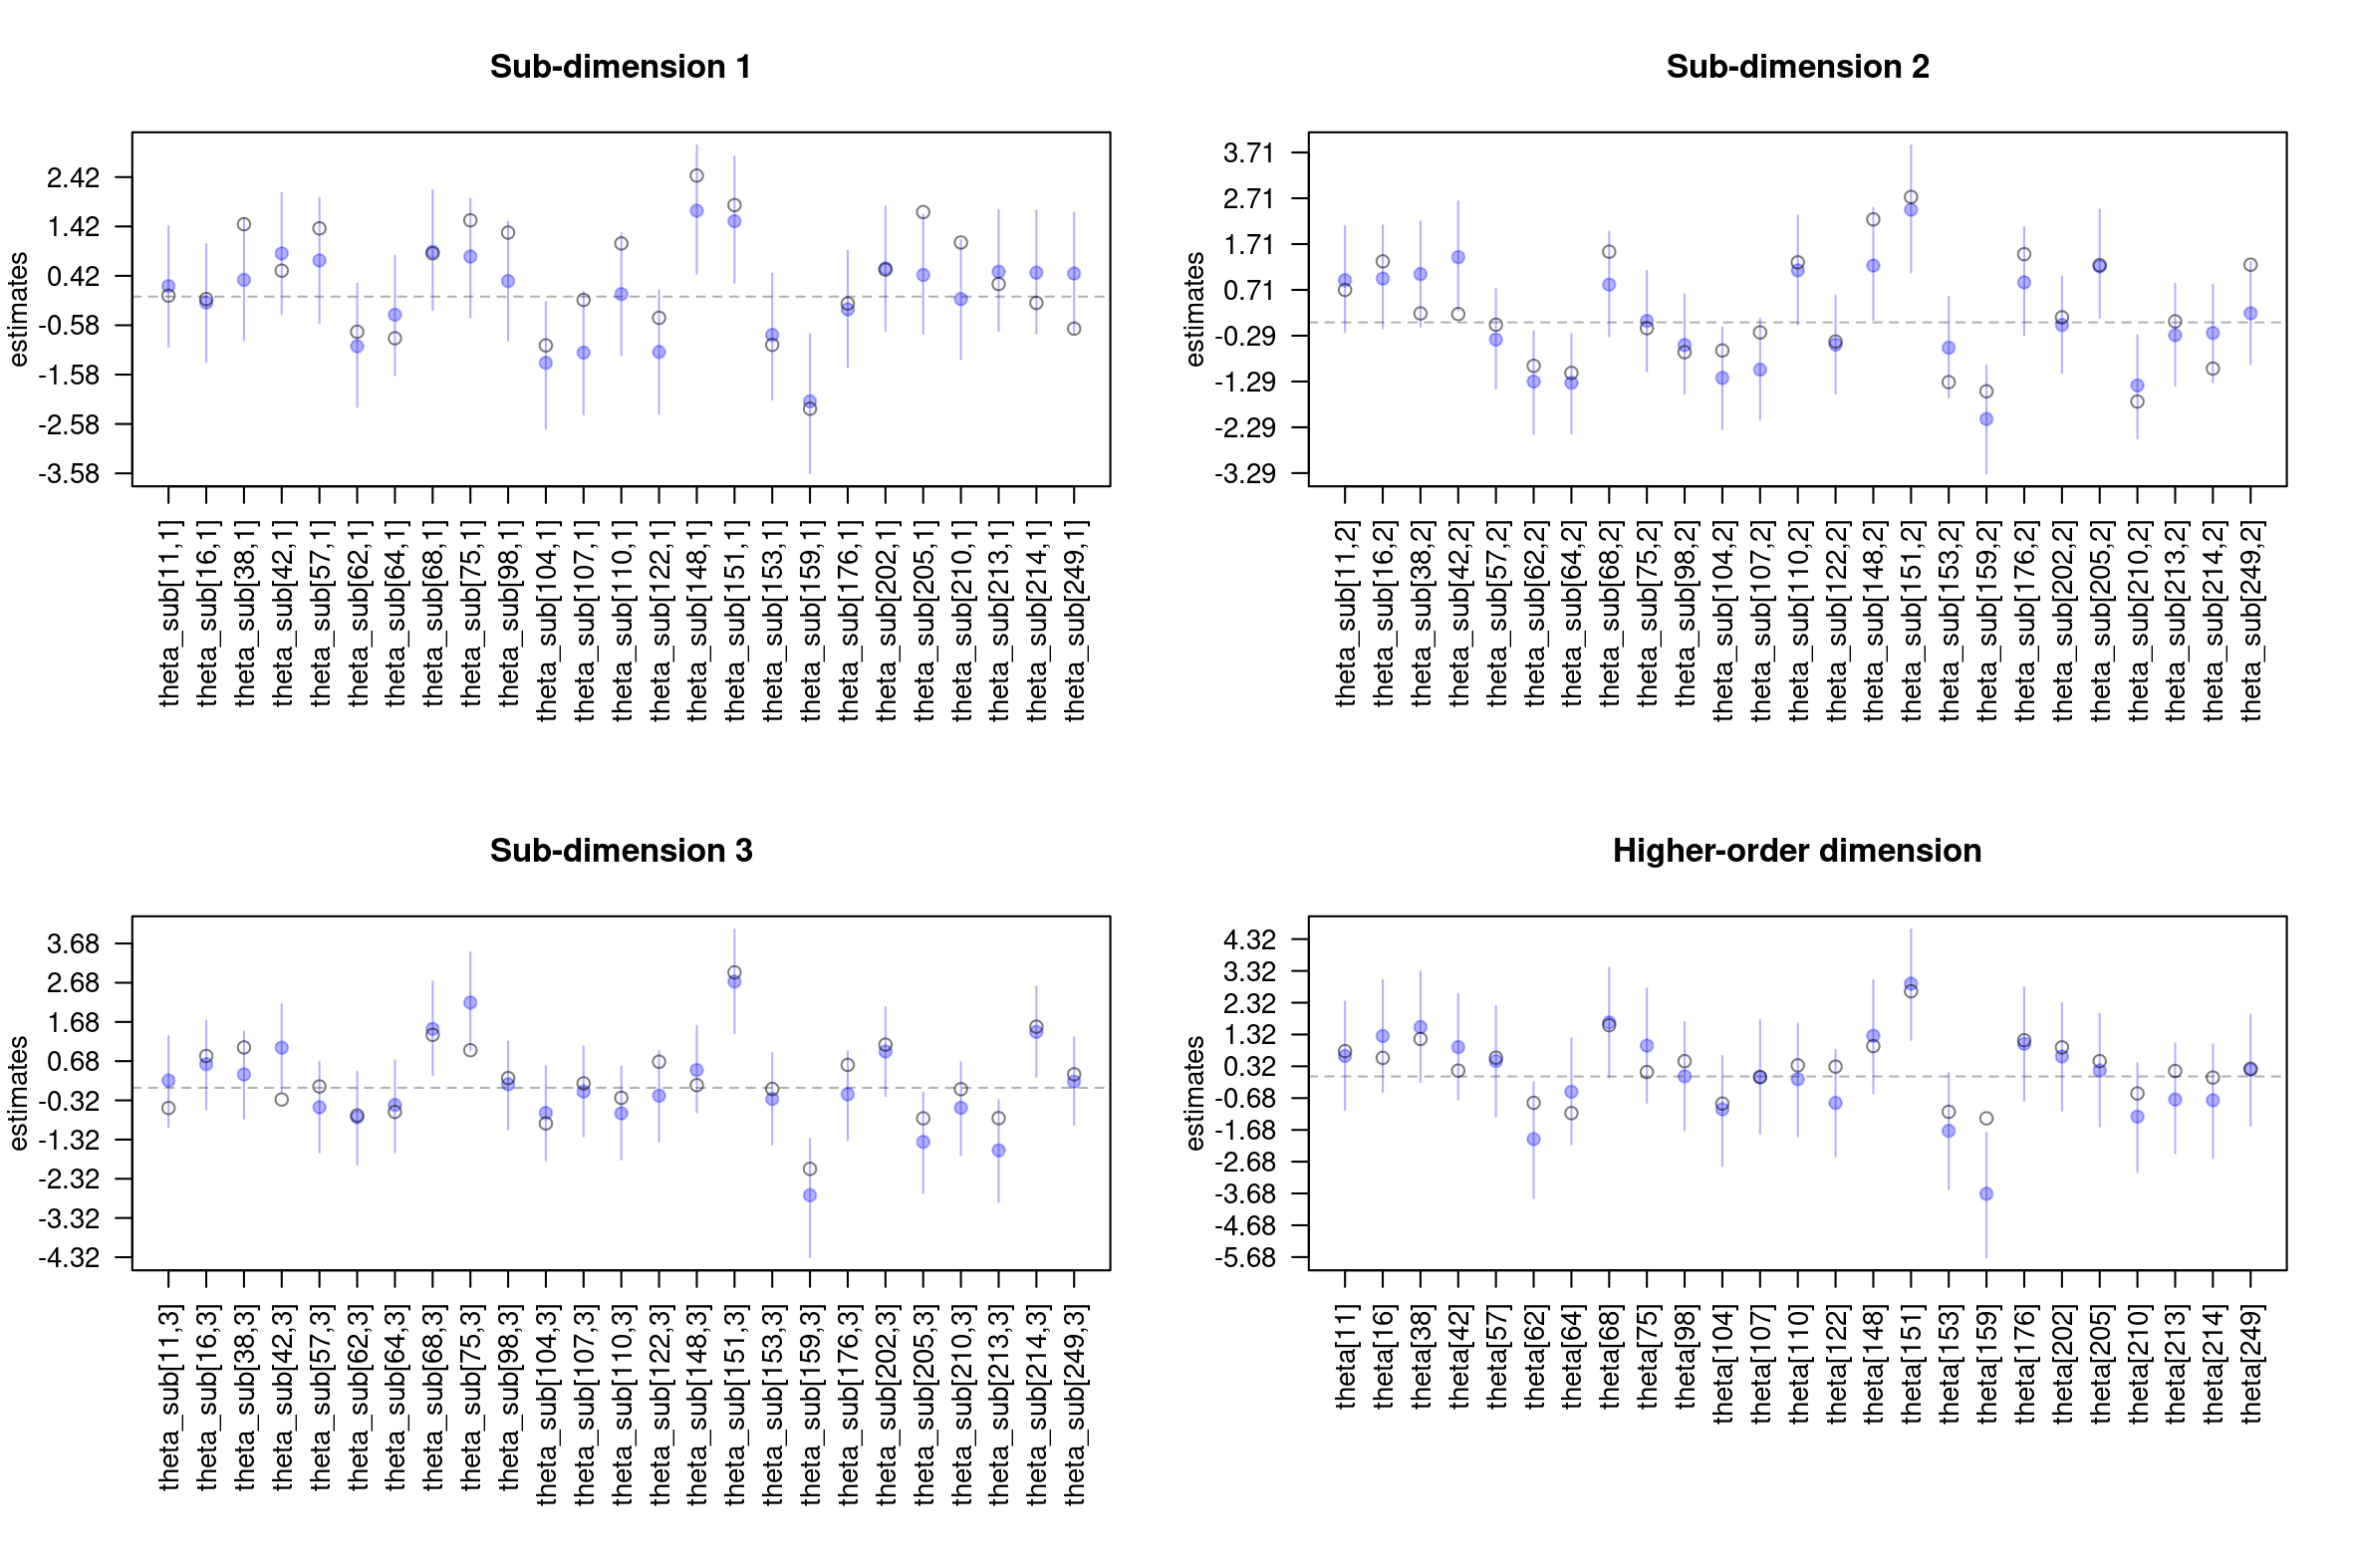 Sub-dimension 1
estimates
2.42
1.42
0.42
-0.58
-1.58
-2.58
-3.58
theta_sub[11,1]
theta_sub[16,1]
theta_sub[38,1]
theta_sub[42,1]
theta_sub[57,1]
theta_sub[62,1]
theta_sub[64,1]
theta_sub[68,1]
theta_sub[75,1]
theta_sub[98,1]
theta_sub[104,1]
theta_sub[107,1]
theta_sub[110,1]
theta_sub[122,1]
theta_sub[148,1]
theta_sub[151,1]
theta_sub[153,1]
theta_sub[159,1]
theta_sub[176,1]
theta_sub[202,1]
theta_sub[205,1]
theta_sub[210,1]
theta_sub[213,1]
theta_sub[214,1]
theta_sub[249,1]
Sub-dimension 2
estimates
3.71
2.71
1.71
0.71
-0.29
-1.29
-2.29
-3.29
theta_sub[11,2]
theta_sub[16,2]
theta_sub[38,2]
theta_sub[42,2]
theta_sub[57,2]
theta_sub[62,2]
theta_sub[64,2]
theta_sub[68,2]
theta_sub[75,2]
theta_sub[98,2]
theta_sub[104,2]
theta_sub[107,2]
theta_sub[110,2]
theta_sub[122,2]
theta_sub[148,2]
theta_sub[151,2]
theta_sub[153,2]
theta_sub[159,2]
theta_sub[176,2]
theta_sub[202,2]
theta_sub[205,2]
theta_sub[210,2]
theta_sub[213,2]
theta_sub[214,2]
theta_sub[249,2]
Sub-dimension 3
estimates
3.68
2.68
1.68
0.68
-0.32
-1.32
-2.32
-3.32
-4.32
theta_sub[11,3]
theta_sub[16,3]
theta_sub[38,3]
theta_sub[42,3]
theta_sub[57,3]
theta_sub[62,3]
theta_sub[64,3]
theta_sub[68,3]
theta_sub[75,3]
theta_sub[98,3]
theta_sub[104,3]
theta_sub[107,3]
theta_sub[110,3]
theta_sub[122,3]
theta_sub[148,3]
theta_sub[151,3]
theta_sub[153,3]
theta_sub[159,3]
theta_sub[176,3]
theta_sub[202,3]
theta_sub[205,3]
theta_sub[210,3]
theta_sub[213,3]
theta_sub[214,3]
theta_sub[249,3]
Higher-order dimension
estimates
4.32
3.32
2.32
1.32
0.32
-0.68
-1.68
-2.68
-3.68
-4.68
-5.68
theta[11]
theta[16]
theta[38]
theta[42]
theta[57]
theta[62]
theta[64]
theta[68]
theta[75]
theta[98]
theta[104]
theta[107]
theta[110]
theta[122]
theta[148]
theta[151]
theta[153]
theta[159]
theta[176]
theta[202]
theta[205]
theta[210]
theta[213]
theta[214]
theta[249]